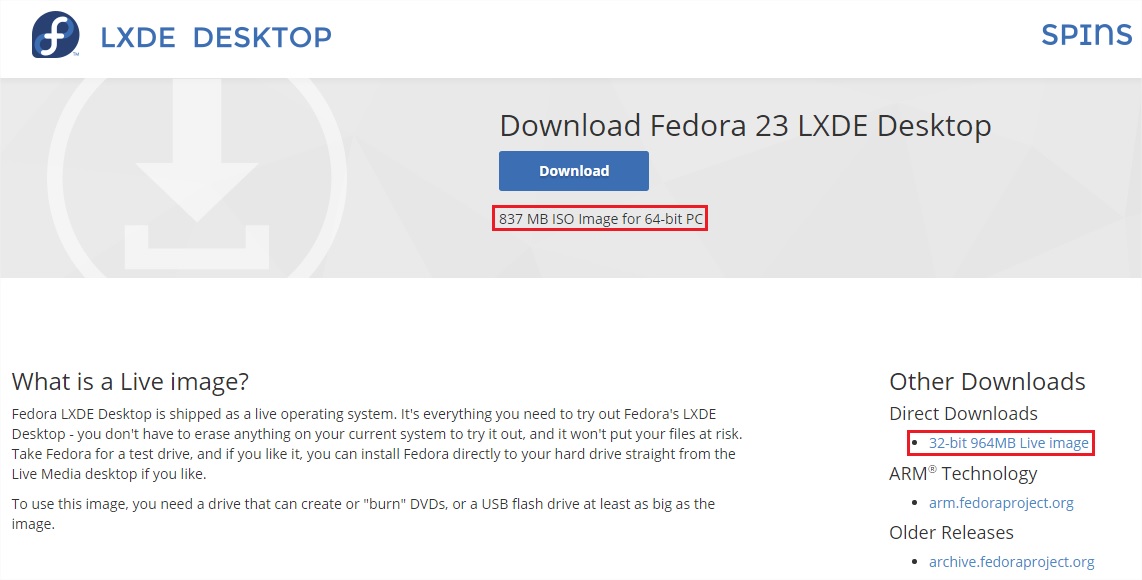 LXDE DESKTOP
SPINS
Download Fedora 23 LXDE Desktop
Download
837 MB ISO Image for 64-bit PC
What is a Live image?
Fedora LXDE Desktop is shipped as a live operating system. It's everything you need to try out Fedora's LXDE
Desktop - you don't have to erase anything on your current system to try it out, and it won't put your files at risk.
Take Fedora for a test drive, and if you like it, you can install Fedora directly to your hard drive straight from the
Live Media desktop if you like.
To use this image, you need a drive that can create or "burn" DVDs, or a USB flash drive at least as big as the
image.
Other Downloads
Direct Downloads
• 32-bit 964MB Live image
ARM® Technology
• arm.fedoraproject.org
Older Releases
• archive.fedoraproject.org